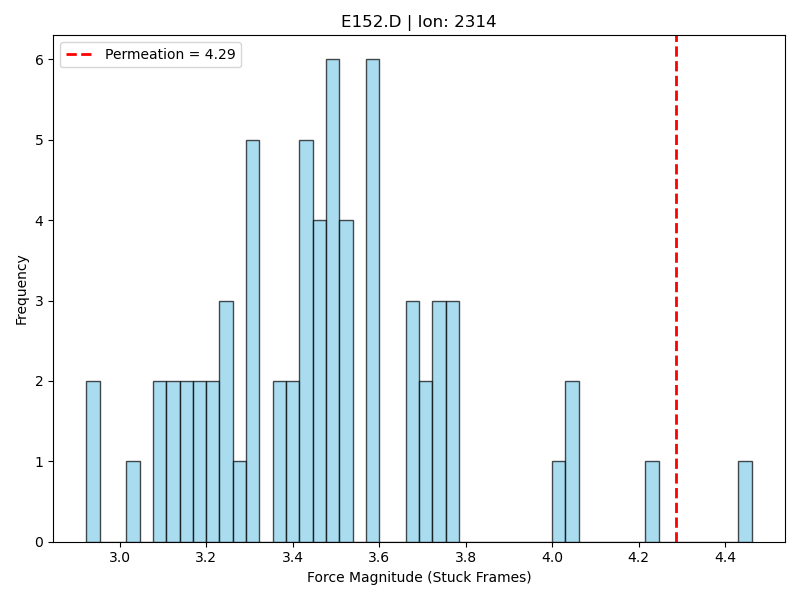 E152.D | Ion: 2314
Permeation = 4.29
Frequency
6
5
4
3
2
1
0
3.0 3.2 3.4 3.6 3.8 4.0 4.2 4.4
Force Magnitude (Stuck Frames)